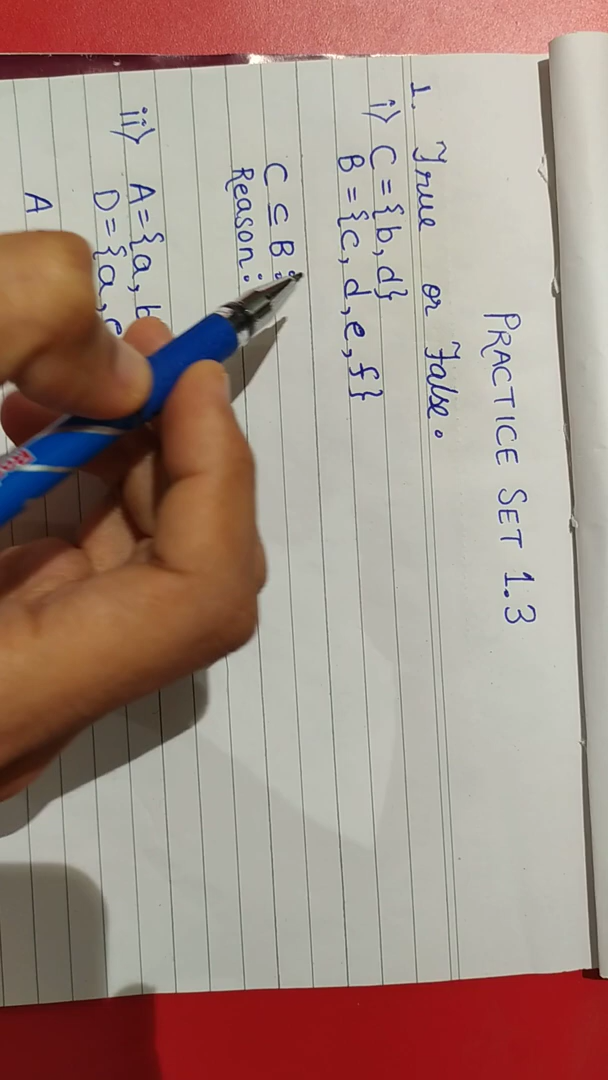 PRACTICE SET 1.3
1. True or False.
i) C = {b, d}
B = {c, d, e, f}
C ⊆ B :
Reason :
ii) A = {a, b
D = {a, c
A